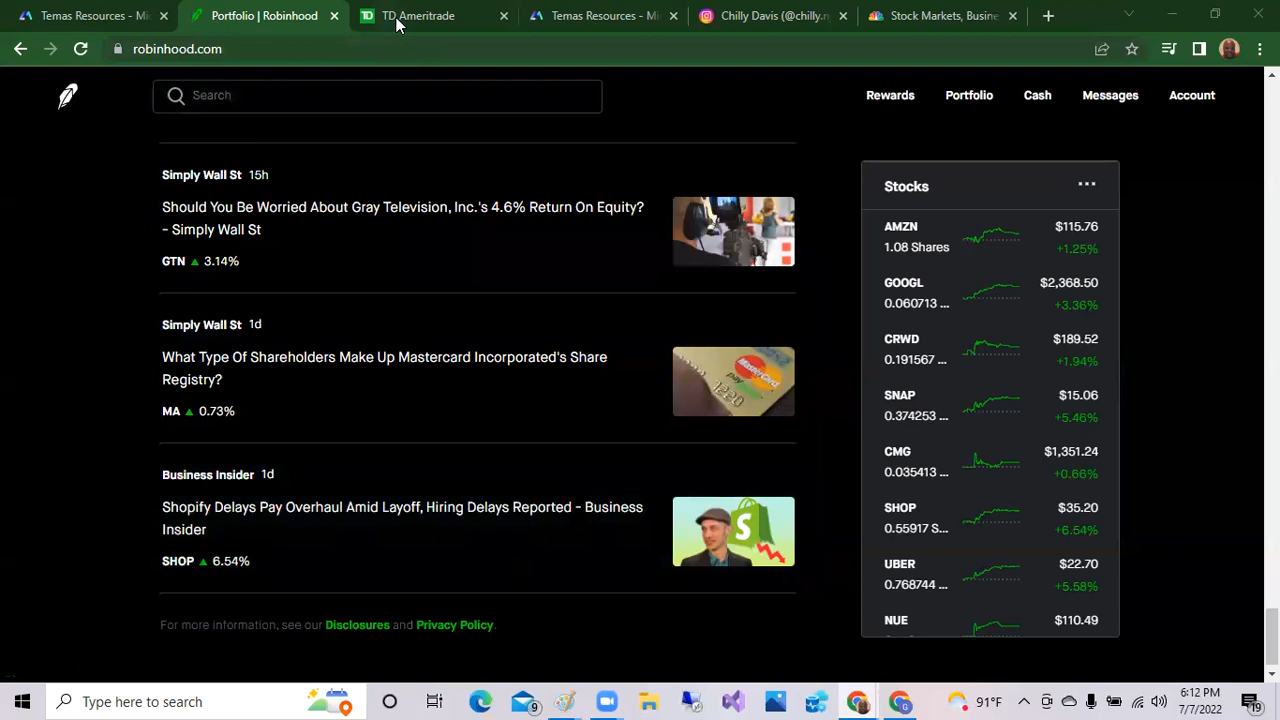 Temas Resources - Mi
Portfolio | Robinhood
TD Ameritrade
Temas Resources - Mi
Chilly Davis (@chilly.n
Stock Markets, Busine
robinhood.com
Search
Rewards
Portfolio
Cash
Messages
Account
Simply Wall St 15h
Should You Be Worried About Gray Television, Inc.'s 4.6% Return On Equity?
- Simply Wall St
GTN 3.14%
Simply Wall St 1d
What Type Of Shareholders Make Up Mastercard Incorporated's Share
Registry?
MA 0.73%
MasterCard
pay
1220
Business Insider 1d
Shopify Delays Pay Overhaul Amid Layoff, Hiring Delays Reported - Business
Insider
SHOP 6.54%
For more information, see our Disclosures and Privacy Policy.
Stocks
AMZN $115.76
1.08 Shares +1.25%
GOOGL $2,368.50
0.060713 ... +3.36%
CRWD $189.52
0.191567 ... +1.94%
SNAP $15.06
0.374253 ... +5.46%
CMG $1,351.24
0.035413 ... +0.66%
SHOP $35.20
0.55917 S... +6.54%
UBER $22.70
0.768744 ... +5.58%
NUE $110.49
Type here to search
9
91°F
6:12 PM
7/7/2022
19